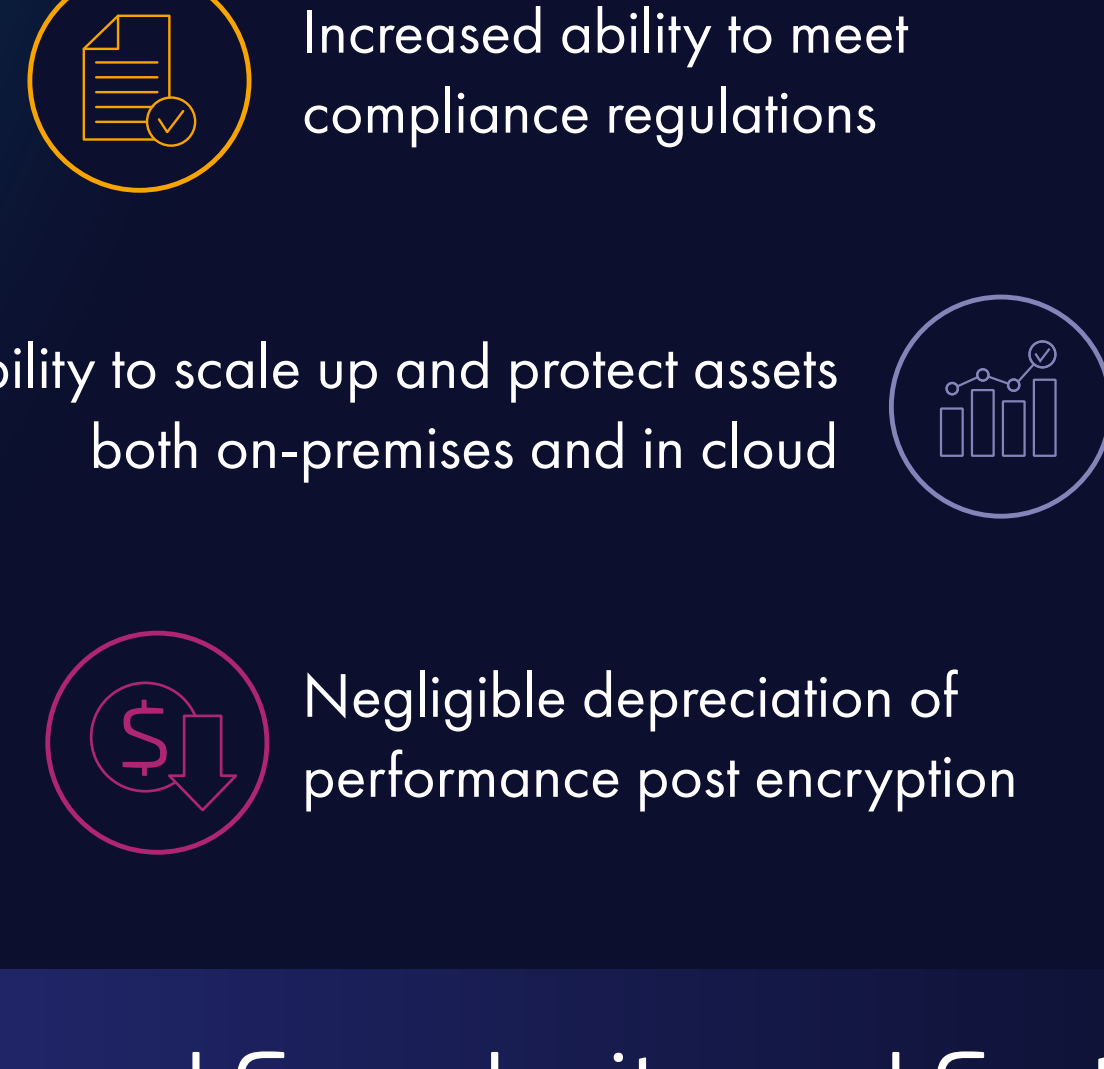 Increased ability to meet
compliance regulations
to scale up and protect assets
both on-premises and in cloud
$
Negligible depreciation of
performance post encryption